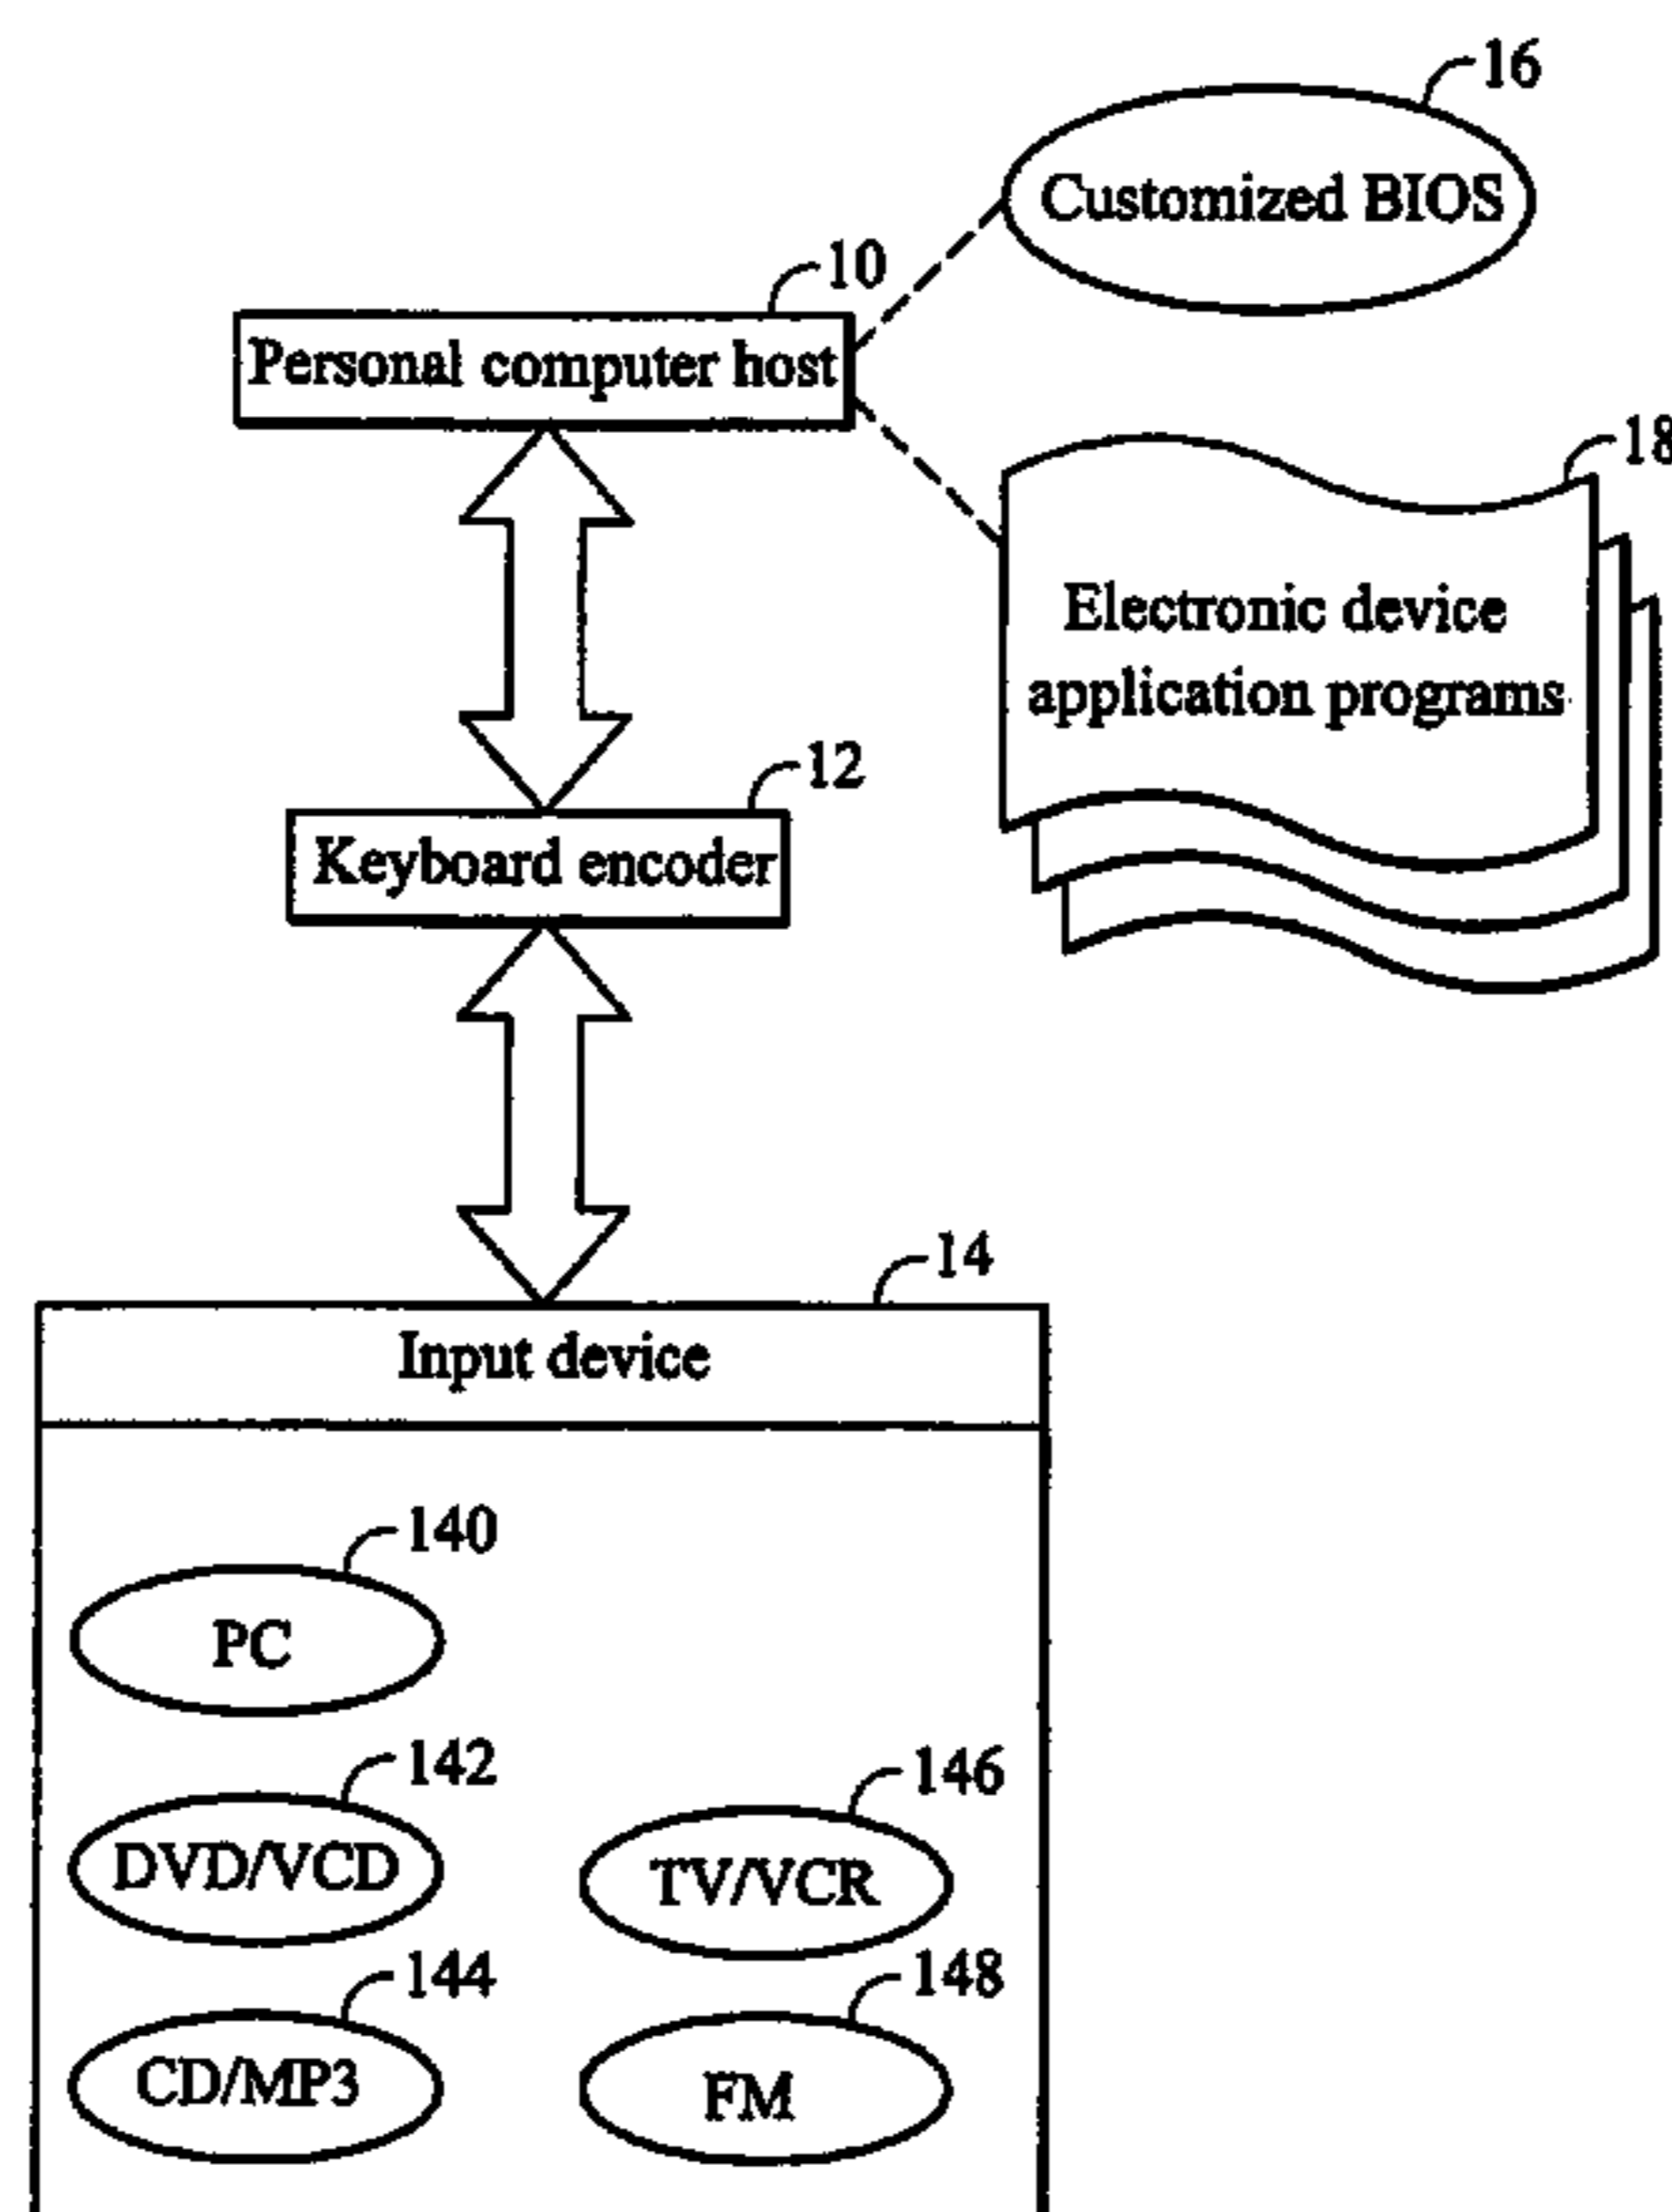 16
Customized BIOS
10
Personal computer host
18
Electronic device
application programs
12
Keyboard encoder
14
Input device
140
PC
142
DVD/VCD
146
TV/VCR
144
CD/MP3
148
FM